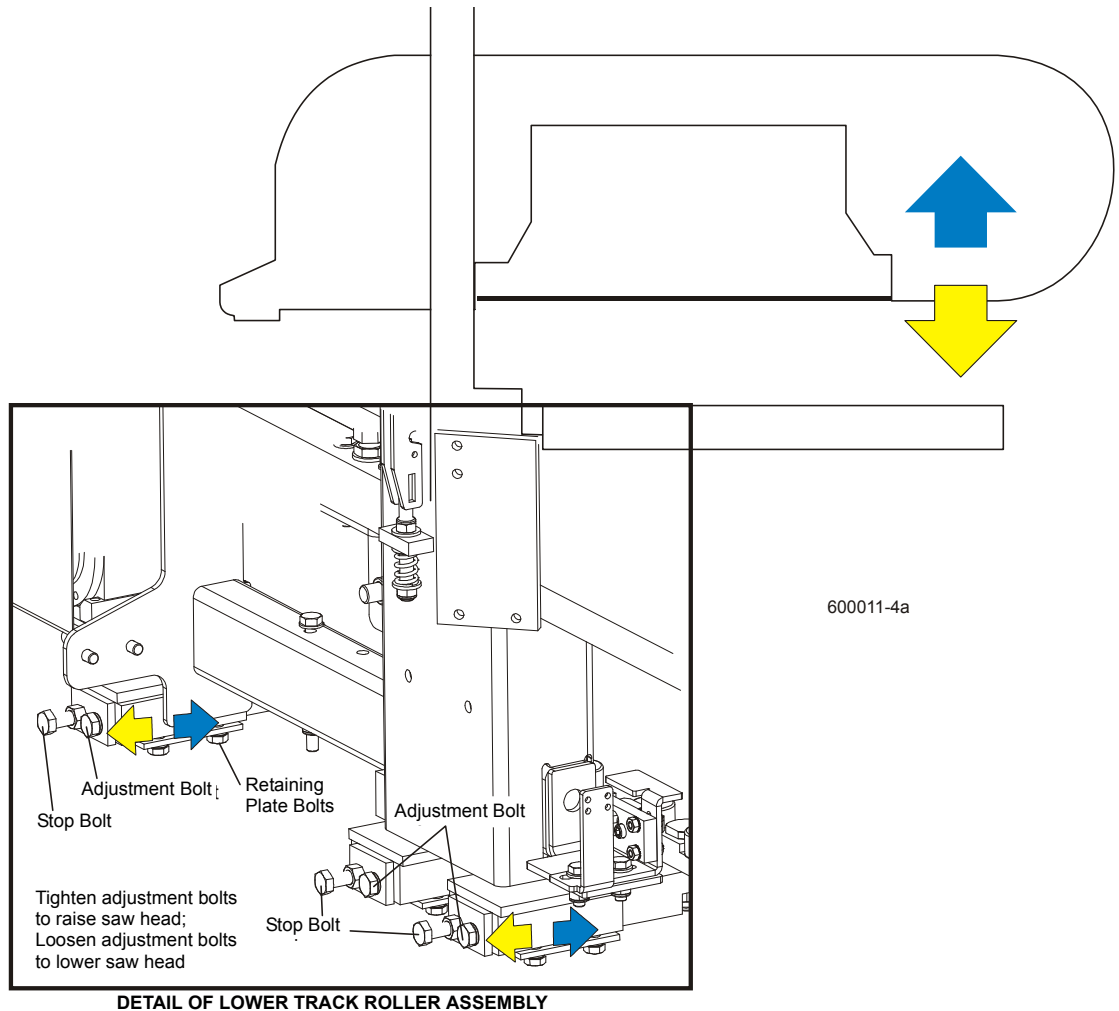 600011-4a
Adjustment Bolt
Retaining
Plate Bolts
Stop Bolt
Adjustment Bolt
Stop Bolt
Tighten adjustment bolts
to raise saw head;
Loosen adjustment bolts
to lower saw head
DETAIL OF LOWER TRACK ROLLER ASSEMBLY